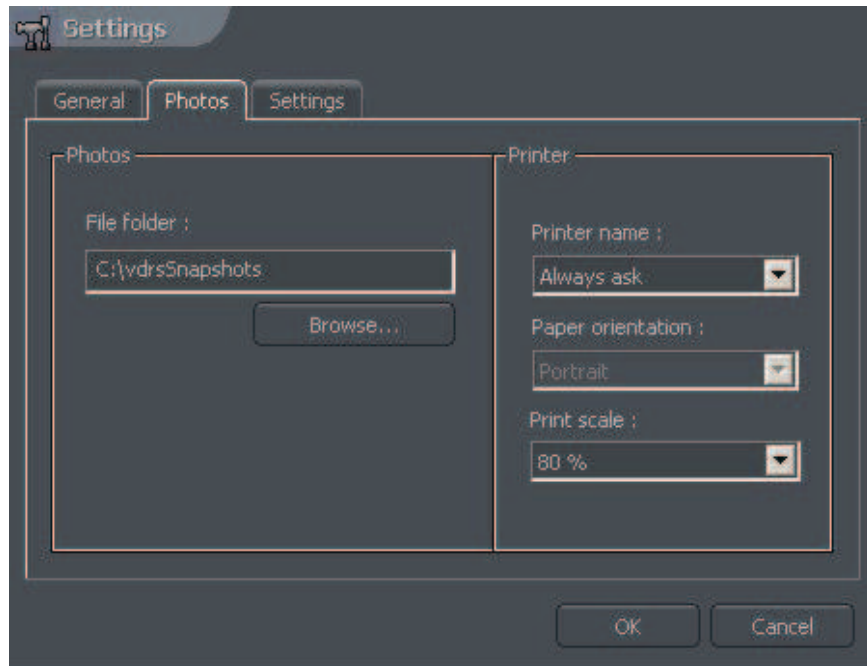 Settings
General
Photos
Settings
Photos
File folder :
C:\vdrsSnapshots
Browse...
Printer
Printer name :
Always ask
Paper orientation :
Portrait
Print scale :
80 %
OK
Cancel